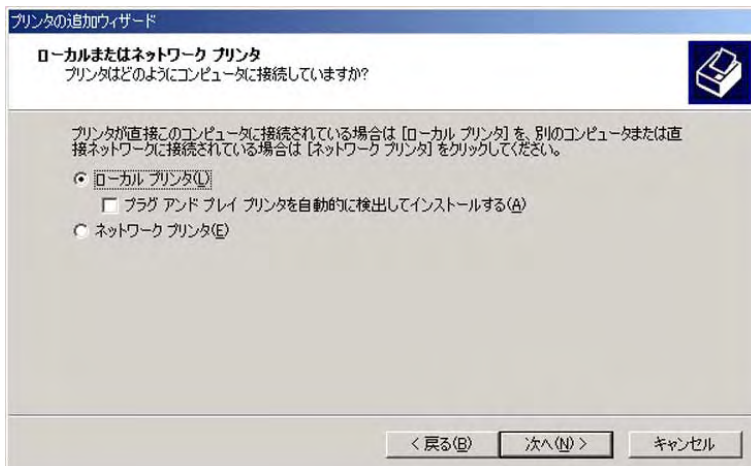 プリンタの追加ウィザード
ローカルまたはネットワーク プリンタ
プリンタはどのようにコンピュータに接続していますか?
プリンタが直接このコンピュータに接続されている場合は [ローカル プリンタ] を、別のコンピュータまたは直
接ネットワークに接続されている場合は [ネットワーク プリンタ] をクリックしてください。
ローカル プリンタ(L)
プラグ アンド プレイ プリンタを自動的に検出してインストールする(A)
ネットワーク プリンタ(E)
< 戻る(B) 次へ(N) > キャンセル